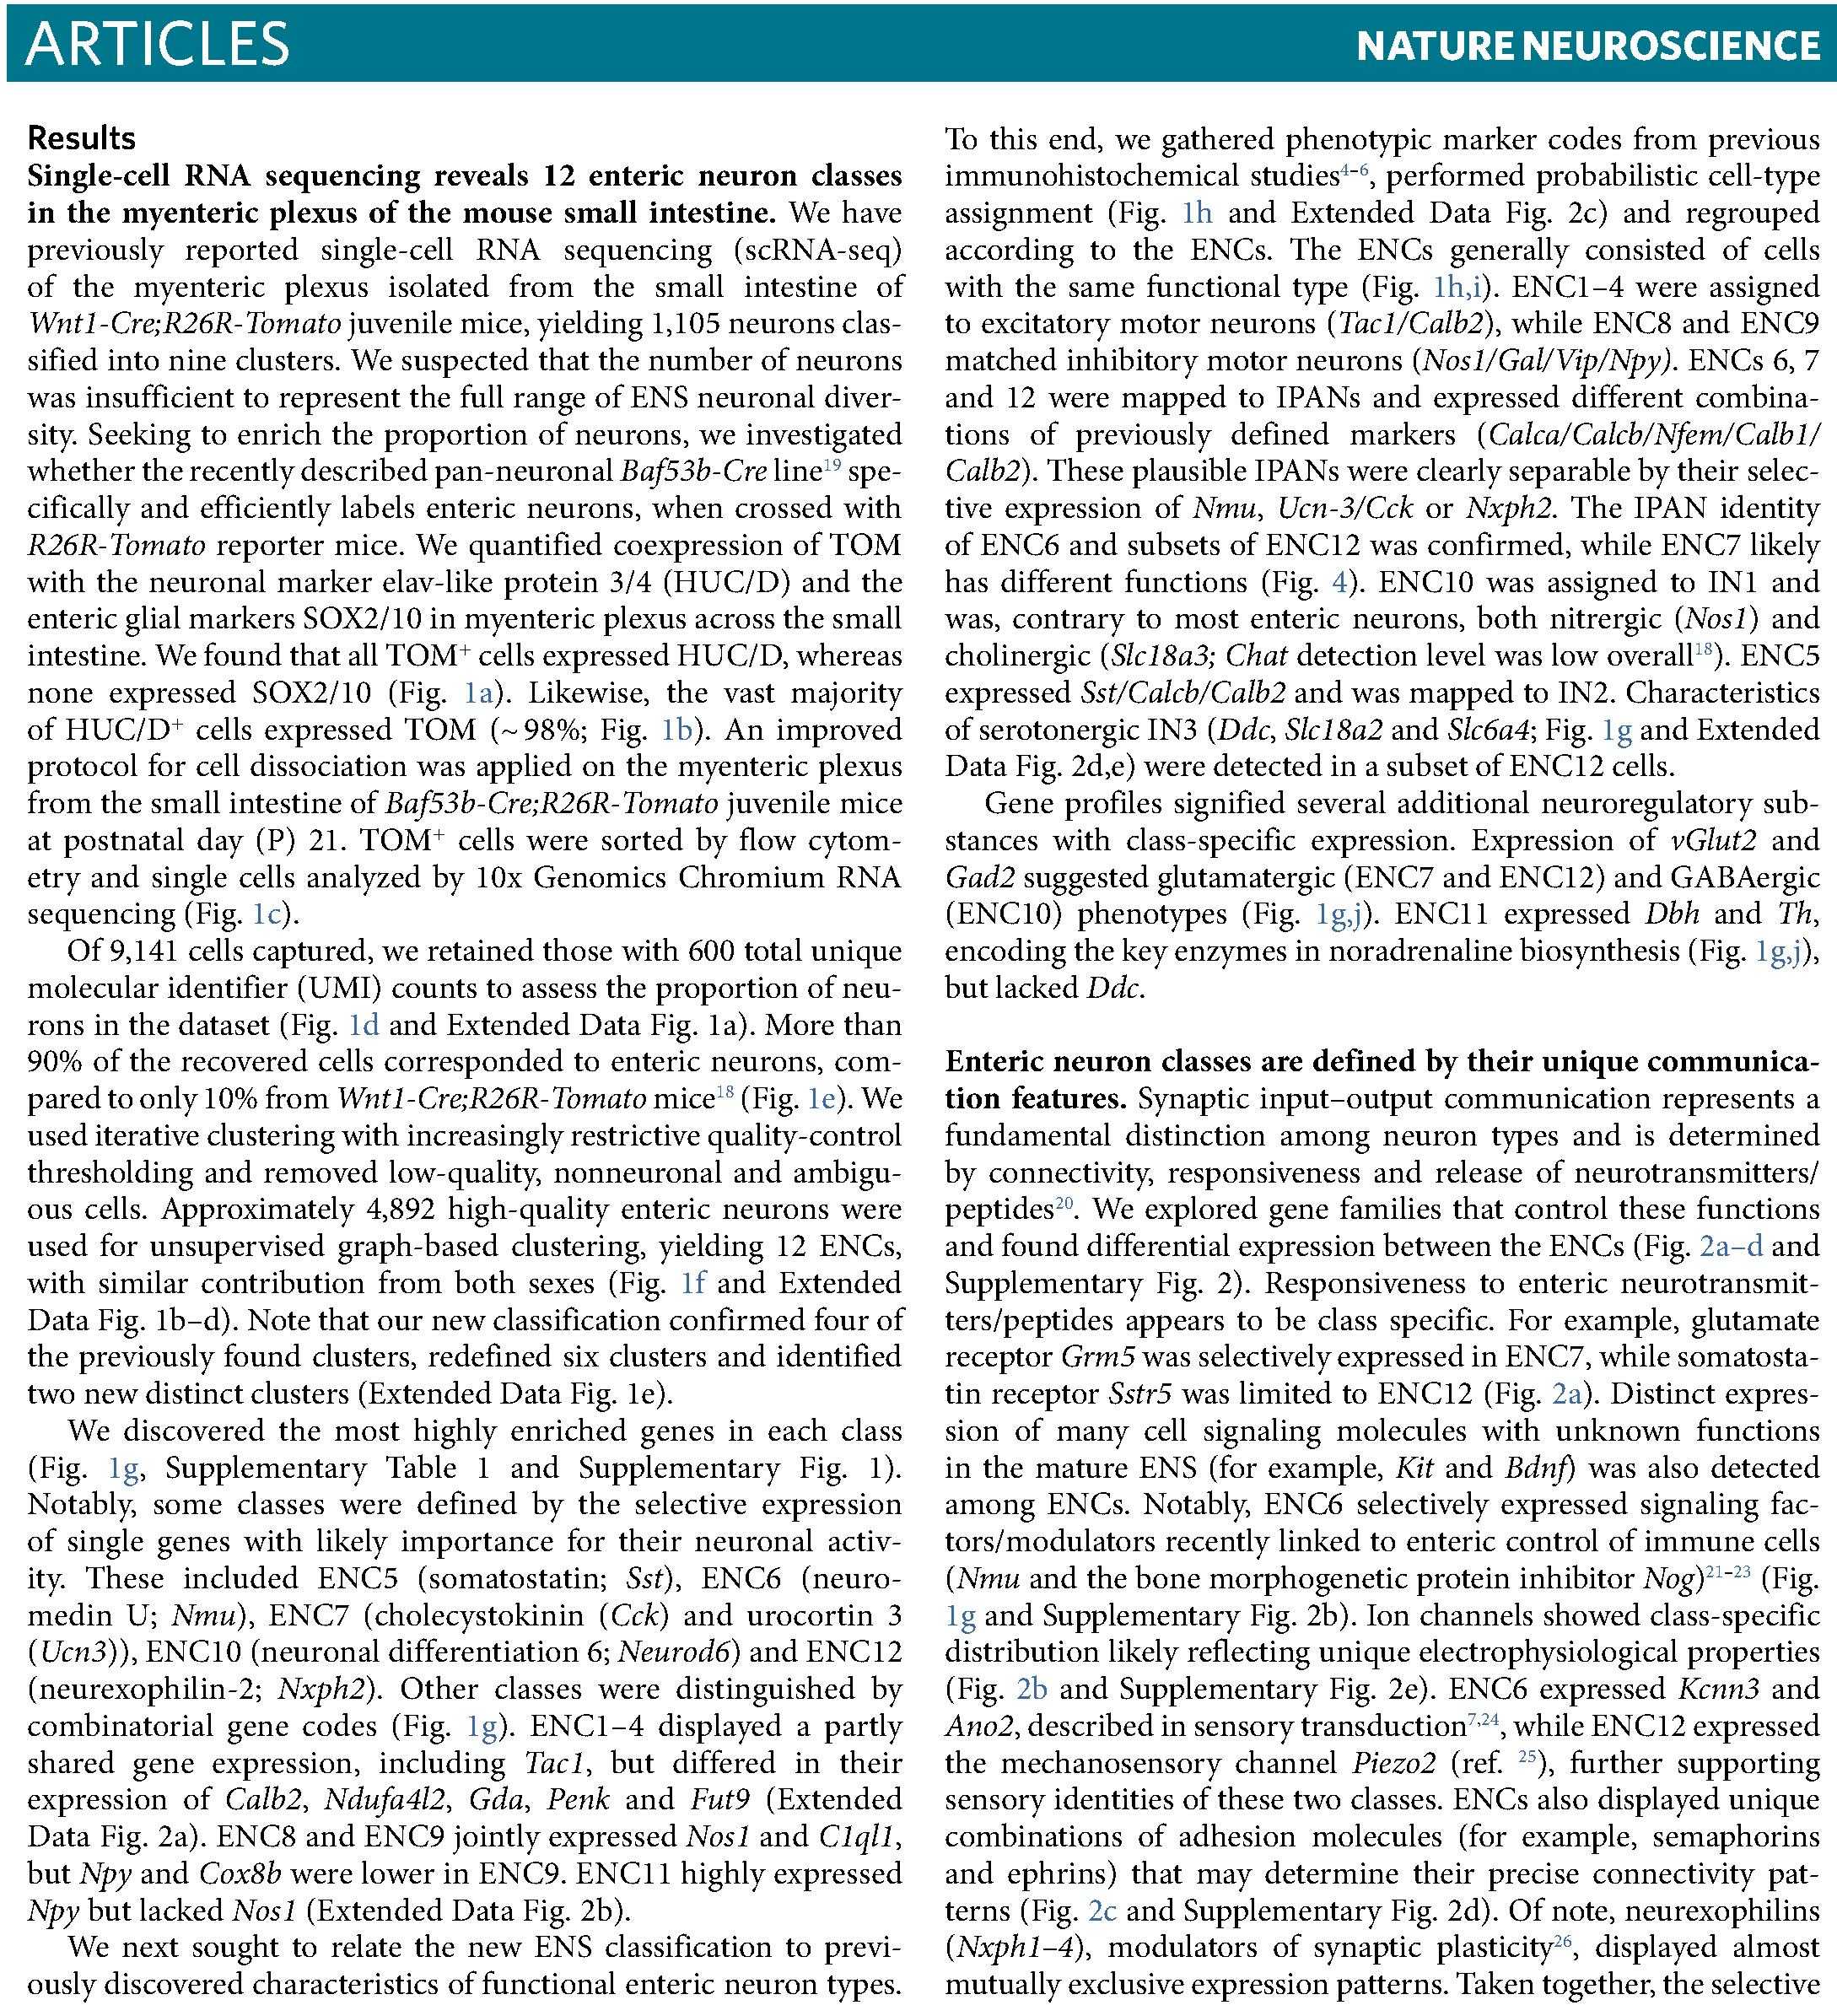 ARTICLES
NATURE NEUROSCIENCE
Results
Single-cell RNA sequencing reveals 12 enteric neuron classes
in the myenteric plexus of the mouse small intestine. We have
previously reported single-cell RNA sequencing (scRNA-seq)
of the myenteric plexus isolated from the small intestine of
Wnt1-Cre;R26R-Tomato juvenile mice, yielding 1,105 neurons clas-
sified into nine clusters. We suspected that the number of neurons
was insufficient to represent the full range of ENS neuronal diver-
sity. Seeking to enrich the proportion of neurons, we investigated
whether the recently described pan-neuronal Baf53b-Cre line19 spe-
cifically and efficiently labels enteric neurons, when crossed with
R26R-Tomato reporter mice. We quantified coexpression of TOM
with the neuronal marker elav-like protein 3/4 (HUC/D) and the
enteric glial markers SOX2/10 in myenteric plexus across the small
intestine. We found that all TOM+ cells expressed HUC/D, whereas
none expressed SOX2/10 (Fig. 1a). Likewise, the vast majority
of HUC/D+ cells expressed TOM (~98%; Fig. 1b). An improved
protocol for cell dissociation was applied on the myenteric plexus
from the small intestine of Baf53b-Cre;R26R-Tomato juvenile mice
at postnatal day (P) 21. TOM+ cells were sorted by flow cytom-
etry and single cells analyzed by 10x Genomics Chromium RNA
sequencing (Fig. 1c).
Of 9,141 cells captured, we retained those with 600 total unique
molecular identifier (UMI) counts to assess the proportion of neu-
rons in the dataset (Fig. 1d and Extended Data Fig. 1a). More than
90% of the recovered cells corresponded to enteric neurons, com-
pared to only 10% from Wnt1-Cre;R26R-Tomato mice18 (Fig. 1e). We
used iterative clustering with increasingly restrictive quality-control
thresholding and removed low-quality, nonneuronal and ambigu-
ous cells. Approximately 4,892 high-quality enteric neurons were
used for unsupervised graph-based clustering, yielding 12 ENCs,
with similar contribution from both sexes (Fig. 1f and Extended
Data Fig. 1b–d). Note that our new classification confirmed four of
the previously found clusters, redefined six clusters and identified
two new distinct clusters (Extended Data Fig. 1e).
We discovered the most highly enriched genes in each class
(Fig. 1g, Supplementary Table 1 and Supplementary Fig. 1).
Notably, some classes were defined by the selective expression
of single genes with likely importance for their neuronal activ-
ity. These included ENC5 (somatostatin; Sst), ENC6 (neuro-
medin U; Nmu), ENC7 (cholecystokinin (Cck) and urocortin 3
(Ucn3)), ENC10 (neuronal differentiation 6; Neurod6) and ENC12
(neurexophilin-2; Nxph2). Other classes were distinguished by
combinatorial gene codes (Fig. 1g). ENC1–4 displayed a partly
shared gene expression, including Tac1, but differed in their
expression of Calb2, Ndufa4l2, Gda, Penk and Fut9 (Extended
Data Fig. 2a). ENC8 and ENC9 jointly expressed Nos1 and C1ql1,
but Npy and Cox8b were lower in ENC9. ENC11 highly expressed
Npy but lacked Nos1 (Extended Data Fig. 2b).
We next sought to relate the new ENS classification to previ-
ously discovered characteristics of functional enteric neuron types.
To this end, we gathered phenotypic marker codes from previous
immunohistochemical studies4–6, performed probabilistic cell-type
assignment (Fig. 1h and Extended Data Fig. 2c) and regrouped
according to the ENCs. The ENCs generally consisted of cells
with the same functional type (Fig. 1h,i). ENC1–4 were assigned
to excitatory motor neurons (Tac1/Calb2), while ENC8 and ENC9
matched inhibitory motor neurons (Nos1/Gal/Vip/Npy). ENCs 6, 7
and 12 were mapped to IPANs and expressed different combina-
tions of previously defined markers (Calca/Calcb/Nfem/Calb1/
Calb2). These plausible IPANs were clearly separable by their selec-
tive expression of Nmu, Ucn-3/Cck or Nxph2. The IPAN identity
of ENC6 and subsets of ENC12 was confirmed, while ENC7 likely
has different functions (Fig. 4). ENC10 was assigned to IN1 and
was, contrary to most enteric neurons, both nitrergic (Nos1) and
cholinergic (Slc18a3; Chat detection level was low overall18). ENC5
expressed Sst/Calcb/Calb2 and was mapped to IN2. Characteristics
of serotonergic IN3 (Ddc, Slc18a2 and Slc6a4; Fig. 1g and Extended
Data Fig. 2d,e) were detected in a subset of ENC12 cells.
Gene profiles signified several additional neuroregulatory sub-
stances with class-specific expression. Expression of vGlut2 and
Gad2 suggested glutamatergic (ENC7 and ENC12) and GABAergic
(ENC10) phenotypes (Fig. 1g,j). ENC11 expressed Dbh and Th,
encoding the key enzymes in noradrenaline biosynthesis (Fig. 1g,j),
but lacked Ddc.
Enteric neuron classes are defined by their unique communica-
tion features. Synaptic input–output communication represents a
fundamental distinction among neuron types and is determined
by connectivity, responsiveness and release of neurotransmitters/
peptides20. We explored gene families that control these functions
and found differential expression between the ENCs (Fig. 2a–d and
Supplementary Fig. 2). Responsiveness to enteric neurotransmit-
ters/peptides appears to be class specific. For example, glutamate
receptor Grm5 was selectively expressed in ENC7, while somatosta-
tin receptor Sstr5 was limited to ENC12 (Fig. 2a). Distinct expres-
sion of many cell signaling molecules with unknown functions
in the mature ENS (for example, Kit and Bdnf) was also detected
among ENCs. Notably, ENC6 selectively expressed signaling fac-
tors/modulators recently linked to enteric control of immune cells
(Nmu and the bone morphogenetic protein inhibitor Nog)21–23 (Fig.
1g and Supplementary Fig. 2b). Ion channels showed class-specific
distribution likely reflecting unique electrophysiological properties
(Fig. 2b and Supplementary Fig. 2e). ENC6 expressed Kcnn3 and
Ano2, described in sensory transduction7,24, while ENC12 expressed
the mechanosensory channel Piezo2 (ref. 25), further supporting
sensory identities of these two classes. ENCs also displayed unique
combinations of adhesion molecules (for example, semaphorins
and ephrins) that may determine their precise connectivity pat-
terns (Fig. 2c and Supplementary Fig. 2d). Of note, neurexophilins
(Nxph1–4), modulators of synaptic plasticity26, displayed almost
mutually exclusive expression patterns. Taken together, the selective